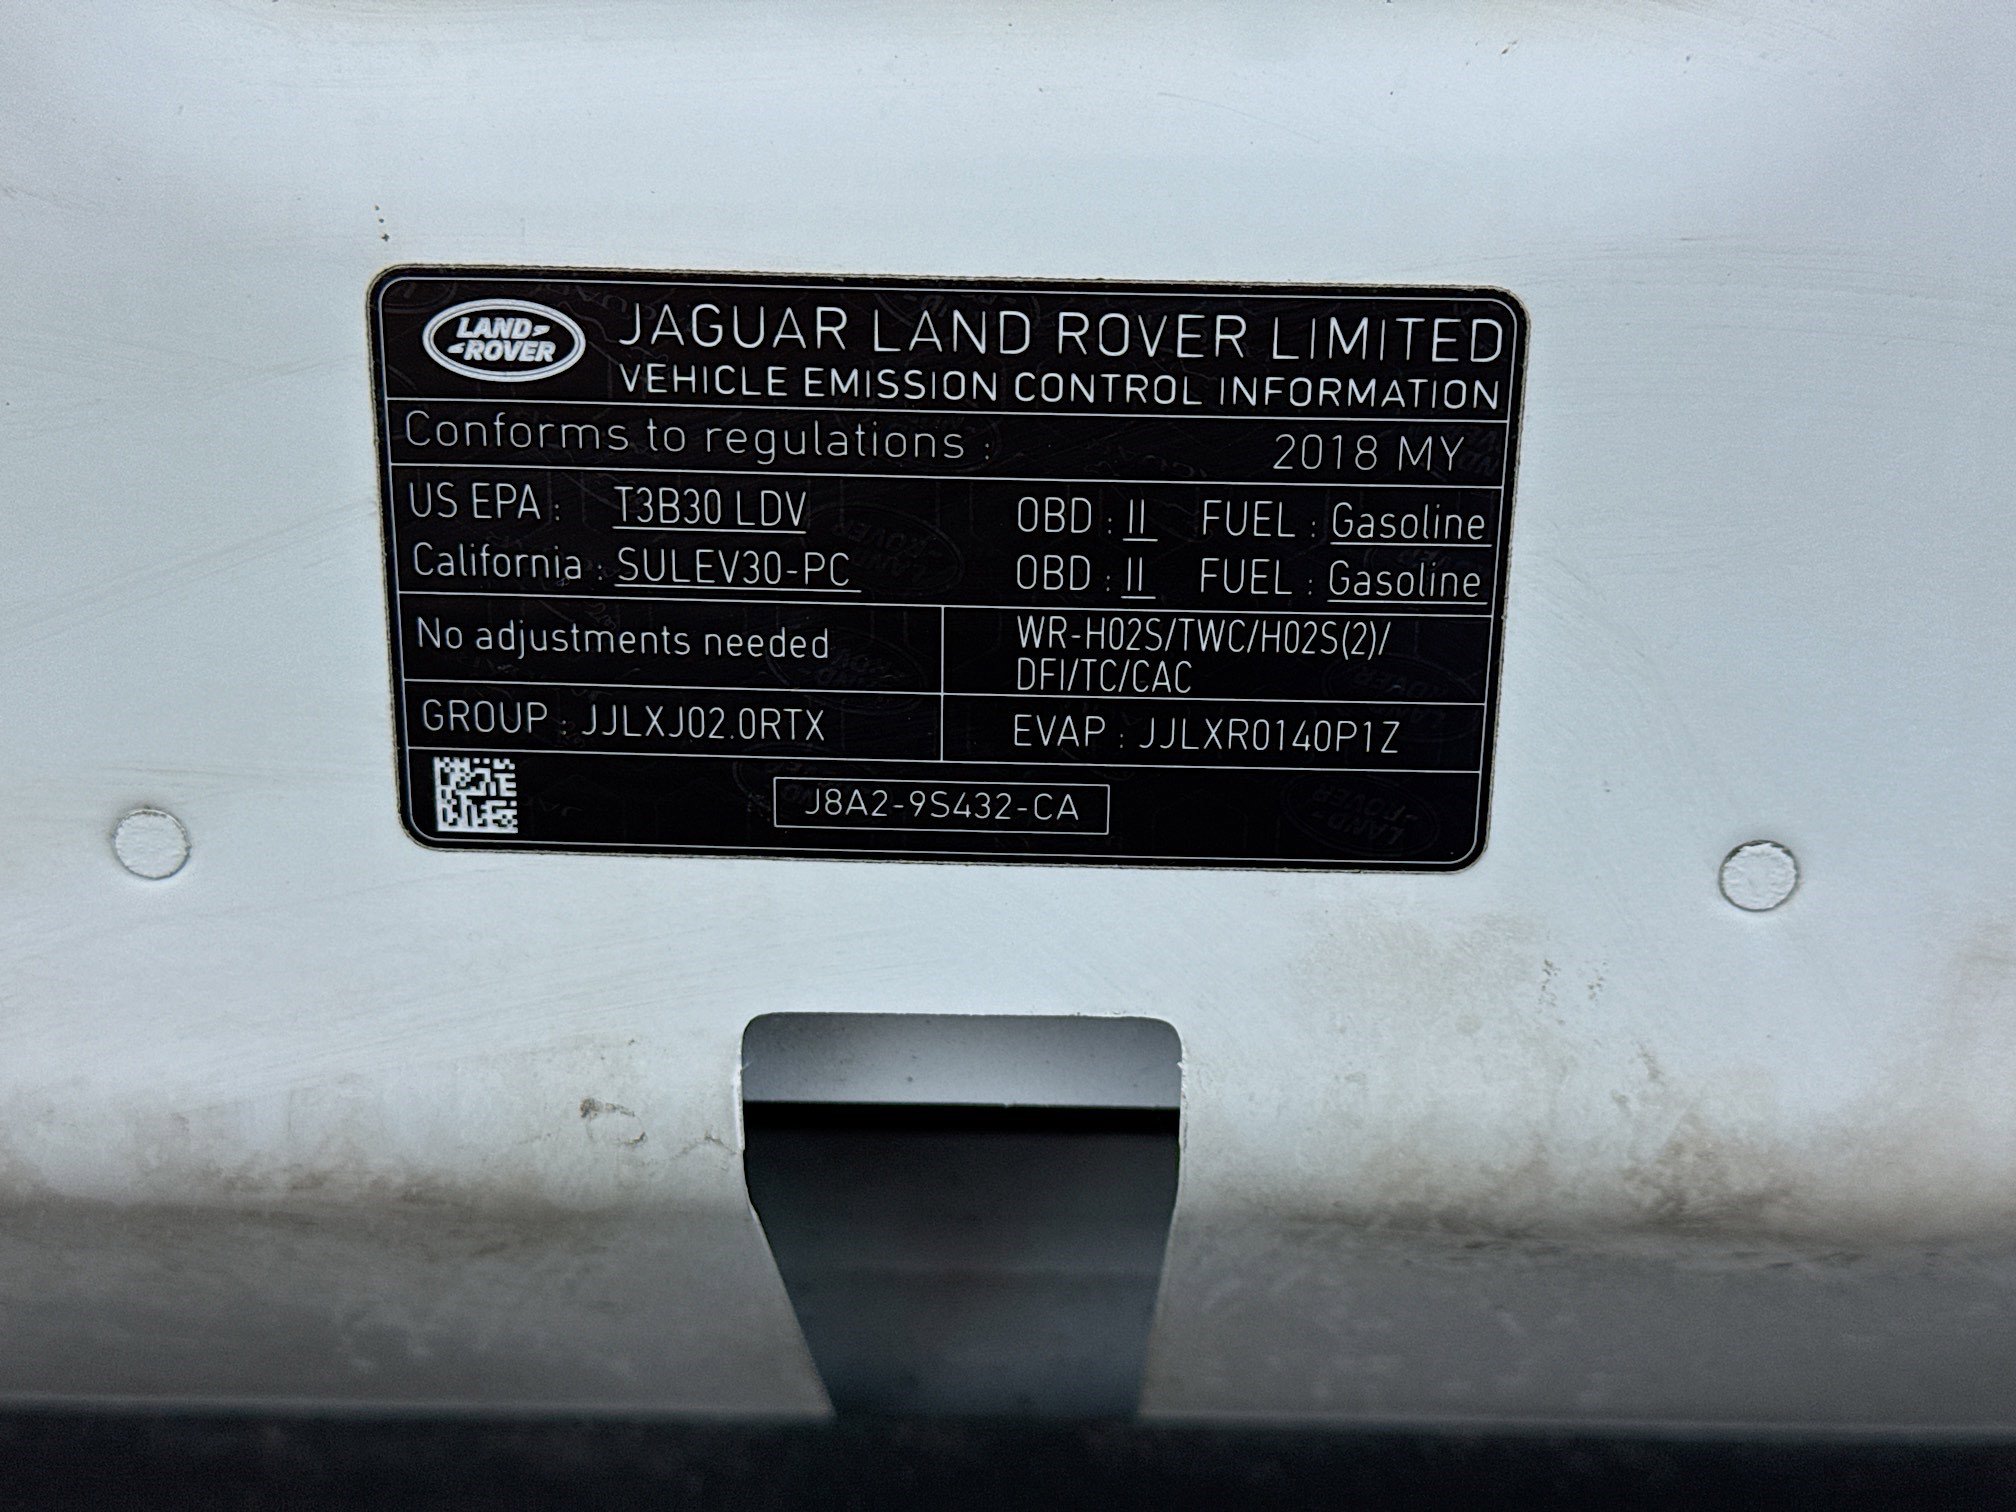 LAND ROVER
JAGUAR LAND ROVER LIMITED
VEHICLE EMISSION CONTROL INFORMATION
Conforms to regulations : 2018 MY
US EPA : T3B30 LDV OBD : II FUEL : Gasoline
California : SULEV30-PC OBD : II FUEL : Gasoline
No adjustments needed
WR-HO2S/TWC/HO2S(2)/
DFI/TC/CAC
GROUP : JJLXJ02.0RTX
EVAP : JJLXR0140P1Z
J8A2-9S432-CA